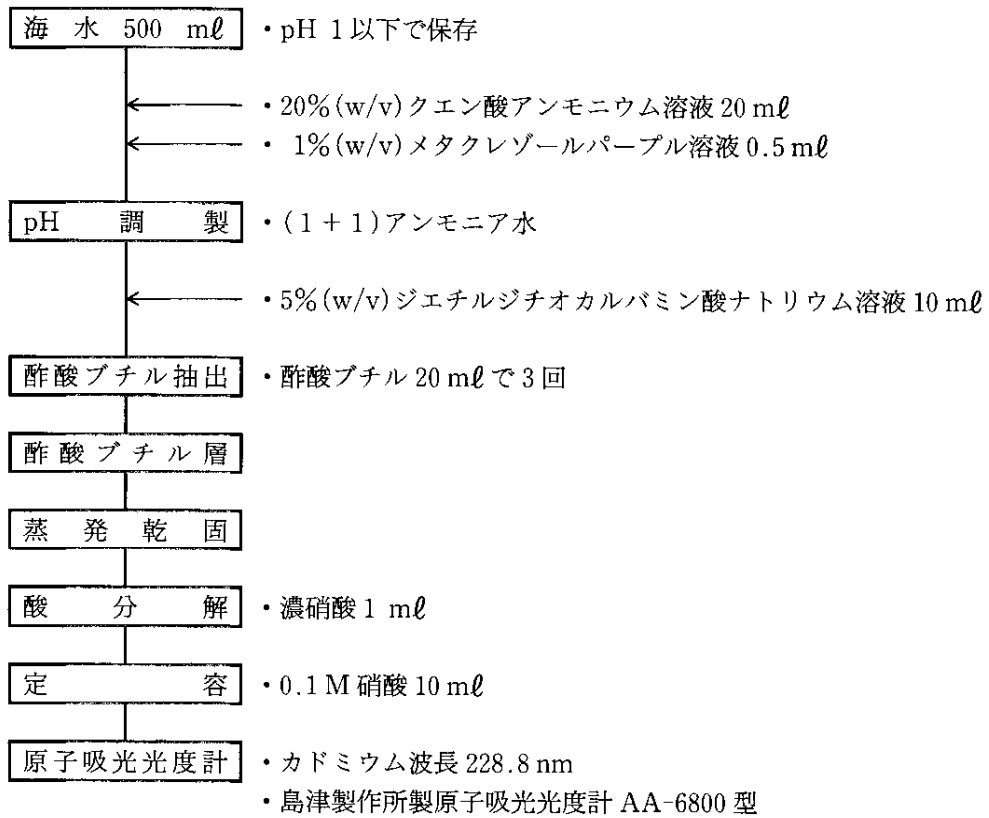 海水 500 mℓ ・pH 1以下で保存
・20%(w/v)クエン酸アンモニウム溶液 20 mℓ
・ 1%(w/v)メタクレゾールパープル溶液 0.5 mℓ
pH 調製 ・(1+1)アンモニア水
・5%(w/v)ジエチルジチオカルバミン酸ナトリウム溶液 10 mℓ
酢酸ブチル抽出 ・酢酸ブチル 20 mℓで3回
酢酸ブチル層
蒸発乾固
酸分解 ・濃硝酸 1 mℓ
定容 ・0.1 M 硝酸 10 mℓ
原子吸光光度計 ・カドミウム波長 228.8 nm
・島津製作所製原子吸光光度計 AA-6800 型